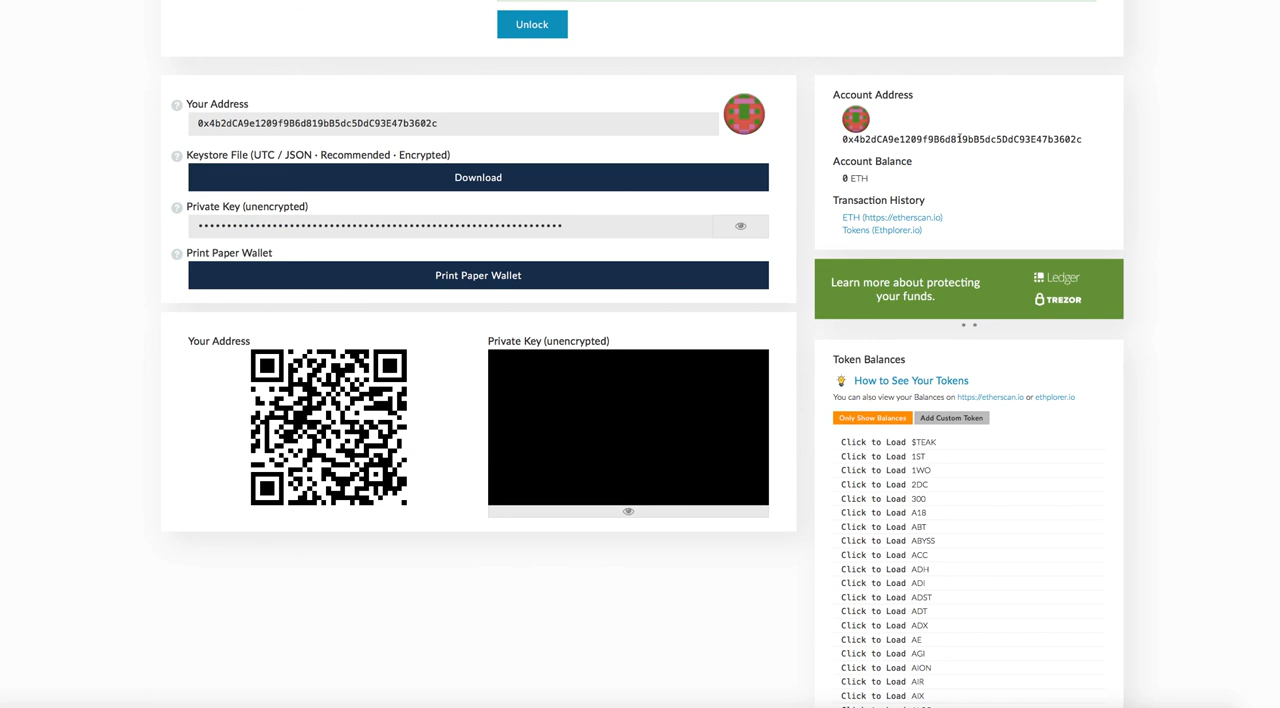 Unlock
Your Address
0x4b2dCA9e1209f9B6d819bB5dc5DdC93E47b3602c
Keystore File (UTC / JSON · Recommended · Encrypted)
Download
Private Key (unencrypted)
Print Paper Wallet
Print Paper Wallet
Your Address
Private Key (unencrypted)
Account Address
0x4b2dCA9e1209f9B6d819bB5dc5DdC93E47b3602c
Account Balance
0 ETH
Transaction History
ETH (https://etherscan.io)
Tokens (Ethplorer.io)
Learn more about protecting
your funds.
Ledger
TREZOR
Token Balances
How to See Your Tokens
You can also view your Balances on https://etherscan.io or ethplorer.io
Only Show Balances
Add Custom Token
Click to Load $TEAK
Click to Load 1ST
Click to Load 1WO
Click to Load 2DC
Click to Load 300
Click to Load A18
Click to Load ABT
Click to Load ABYSS
Click to Load ACC
Click to Load ADH
Click to Load ADI
Click to Load ADST
Click to Load ADT
Click to Load ADX
Click to Load AE
Click to Load AGI
Click to Load AION
Click to Load AIR
Click to Load AIX